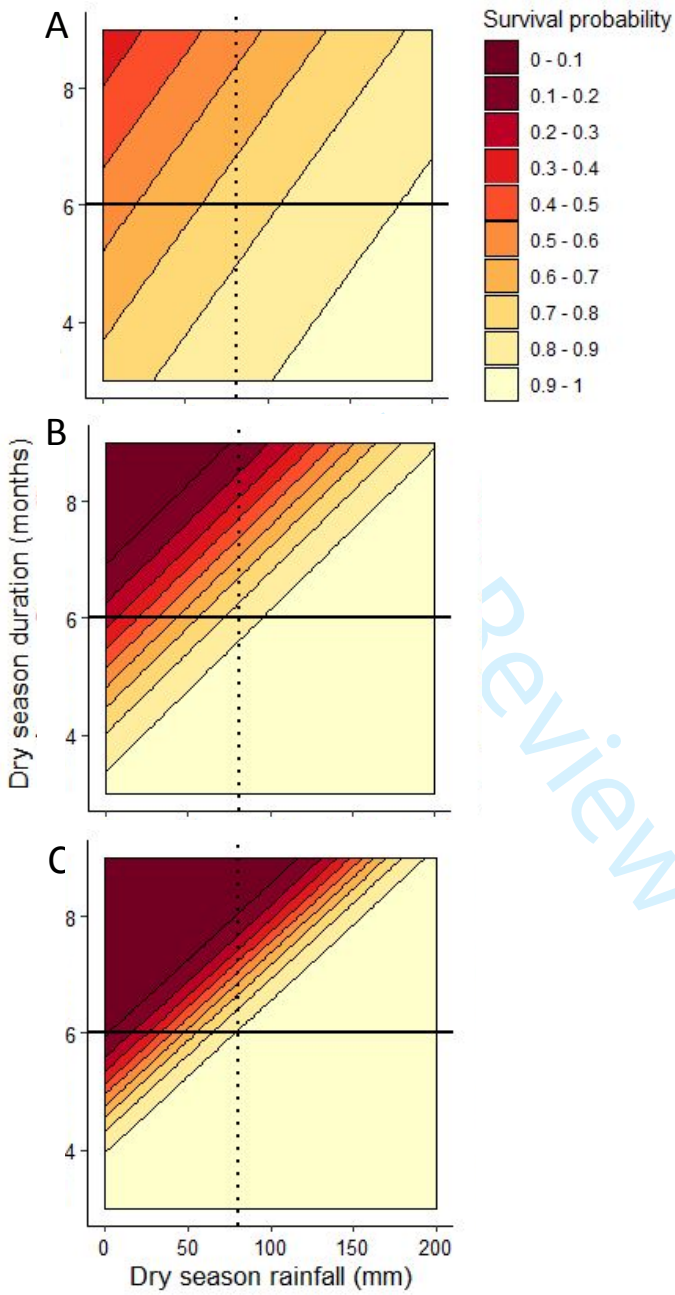 A
8
6
4
Survival probability
0 - 0.1
0.1 - 0.2
0.2 - 0.3
0.3 - 0.4
0.4 - 0.5
0.5 - 0.6
0.6 - 0.7
0.7 - 0.8
0.8 - 0.9
0.9 - 1
B
8
6
4
Dry season duration (months)
Review
C
8
6
4
0 50 100 150 200
Dry season rainfall (mm)